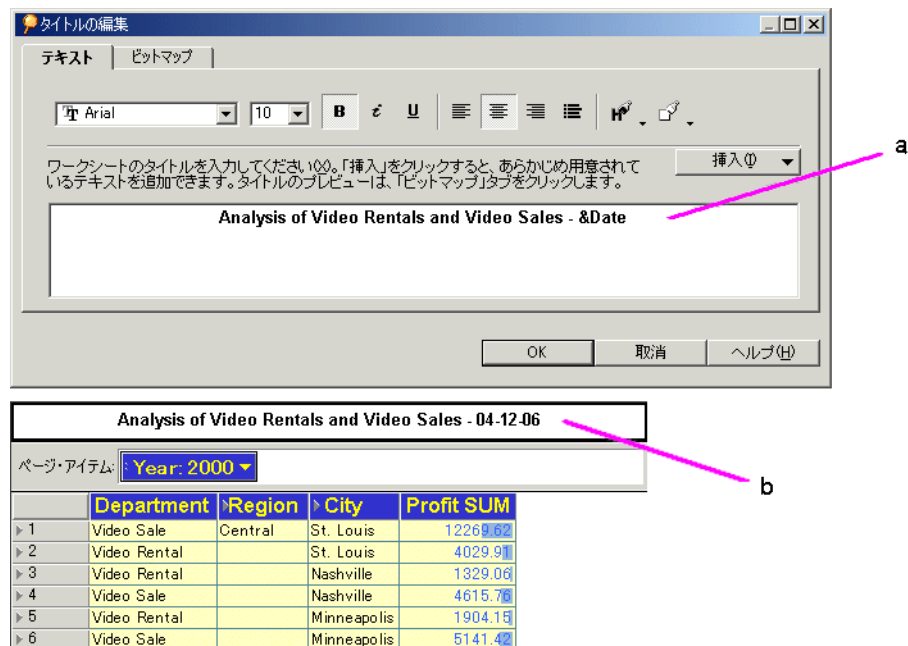 タイトルの編集
テキスト ビットマップ
Arial 10 B i U
ワークシートのタイトルを入力してください(X)。「挿入」をクリックすると、あらかじめ用意されて
いるテキストを追加できます。タイトルのプレビューは、「ビットマップ」タブをクリックします。
挿入(I)
a
Analysis of Video Rentals and Video Sales - &Date
OK 取消 ヘルプ(H)
Analysis of Video Rentals and Video Sales - 04-12-06
b
ページ・アイテム: Year: 2000
Department Region City Profit SUM
1 Video Sale Central St. Louis 12269.62
2 Video Rental St. Louis 4029.91
3 Video Rental Nashville 1329.06
4 Video Sale Nashville 4615.76
5 Video Rental Minneapolis 1904.15
6 Video Sale Minneapolis 5141.42